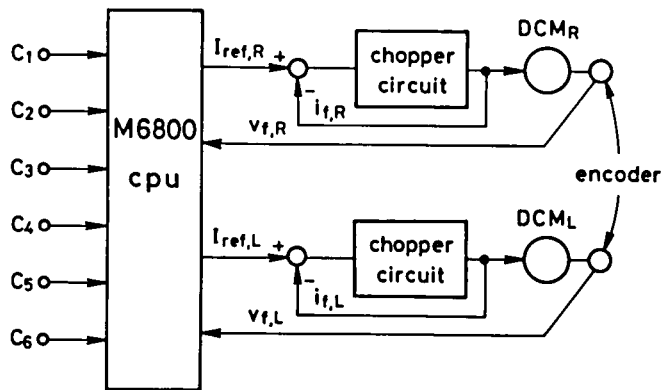 C1
C2
C3
C4
C5
C6
M6800
cpu
Iref,R
+
−
if,R
chopper
circuit
DCMR
vf,R
encoder
Iref,L
+
−
if,L
chopper
circuit
DCML
vf,L